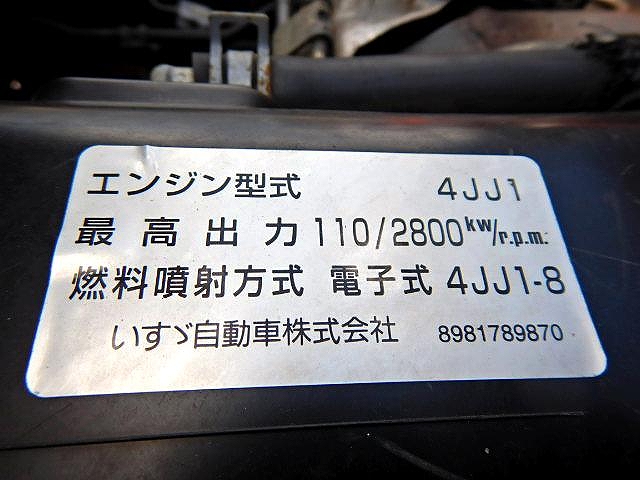 エンジン型式 4JJ1
最高出力 110/2800kw/r.p.m.
燃料噴射方式 電子式 4JJ1-8
いすゞ自動車株式会社 8981789870